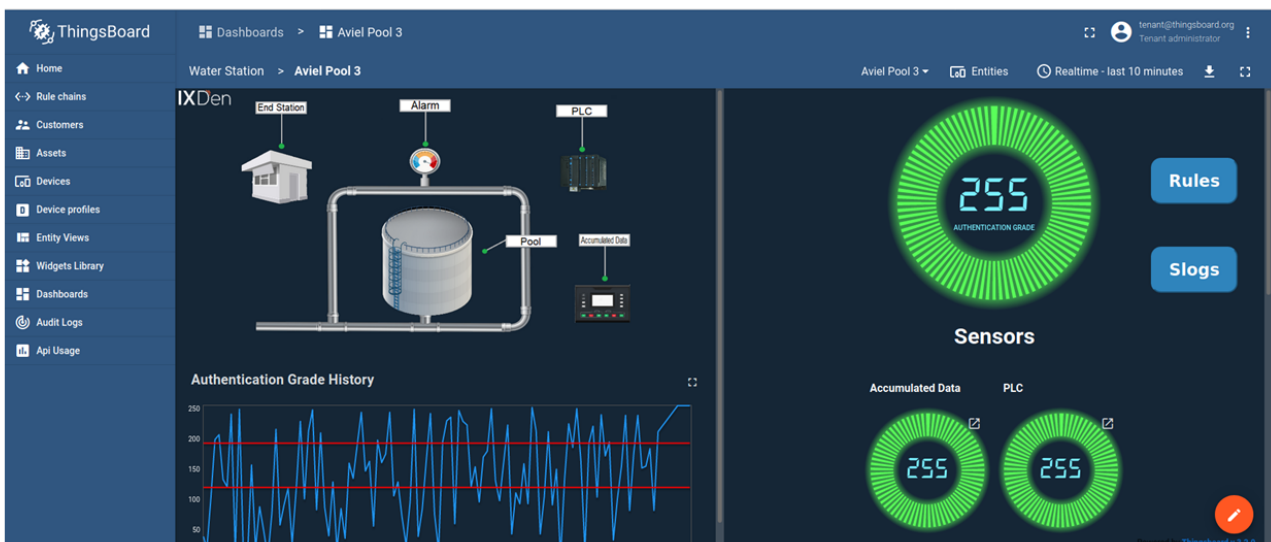 ThingsBoard
Dashboards > Aviel Pool 3
tenant@thingsboard.org
Tenant administrator
Home
Rule chains
Customers
Assets
Devices
Device profiles
Entity Views
Widgets Library
Dashboards
Audit Logs
Api Usage
Water Station > Aviel Pool 3
Aviel Pool 3
Entities
Realtime - last 10 minutes
IXDen
End Station
Alarm
PLC
Pool
Accumulated Data
255
AUTHENTICATION GRADE
Rules
Slogs
Sensors
Authentication Grade History
250
200
150
100
50
Accumulated Data
PLC
255
255